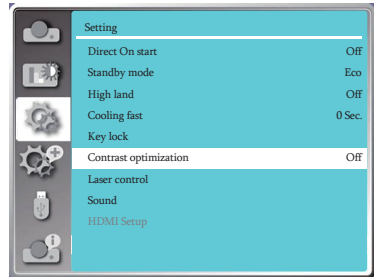 Setting
Direct On start Off
Standby mode Eco
High land Off
Cooling fast 0 Sec.
Key lock
Contrast optimization Off
Laser control
Sound
HDMI Setup